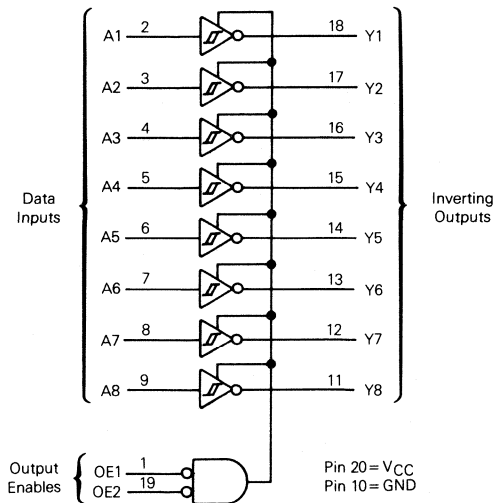 A1 2 18 Y1
A2 3 17 Y2
A3 4 16 Y3
A4 5 15 Y4
Data
Inputs
Inverting
Outputs
A5 6 14 Y5
A6 7 13 Y6
A7 8 12 Y7
A8 9 11 Y8
Output
Enables
OE1 1
OE2 19
Pin 20 = VCC
Pin 10 = GND